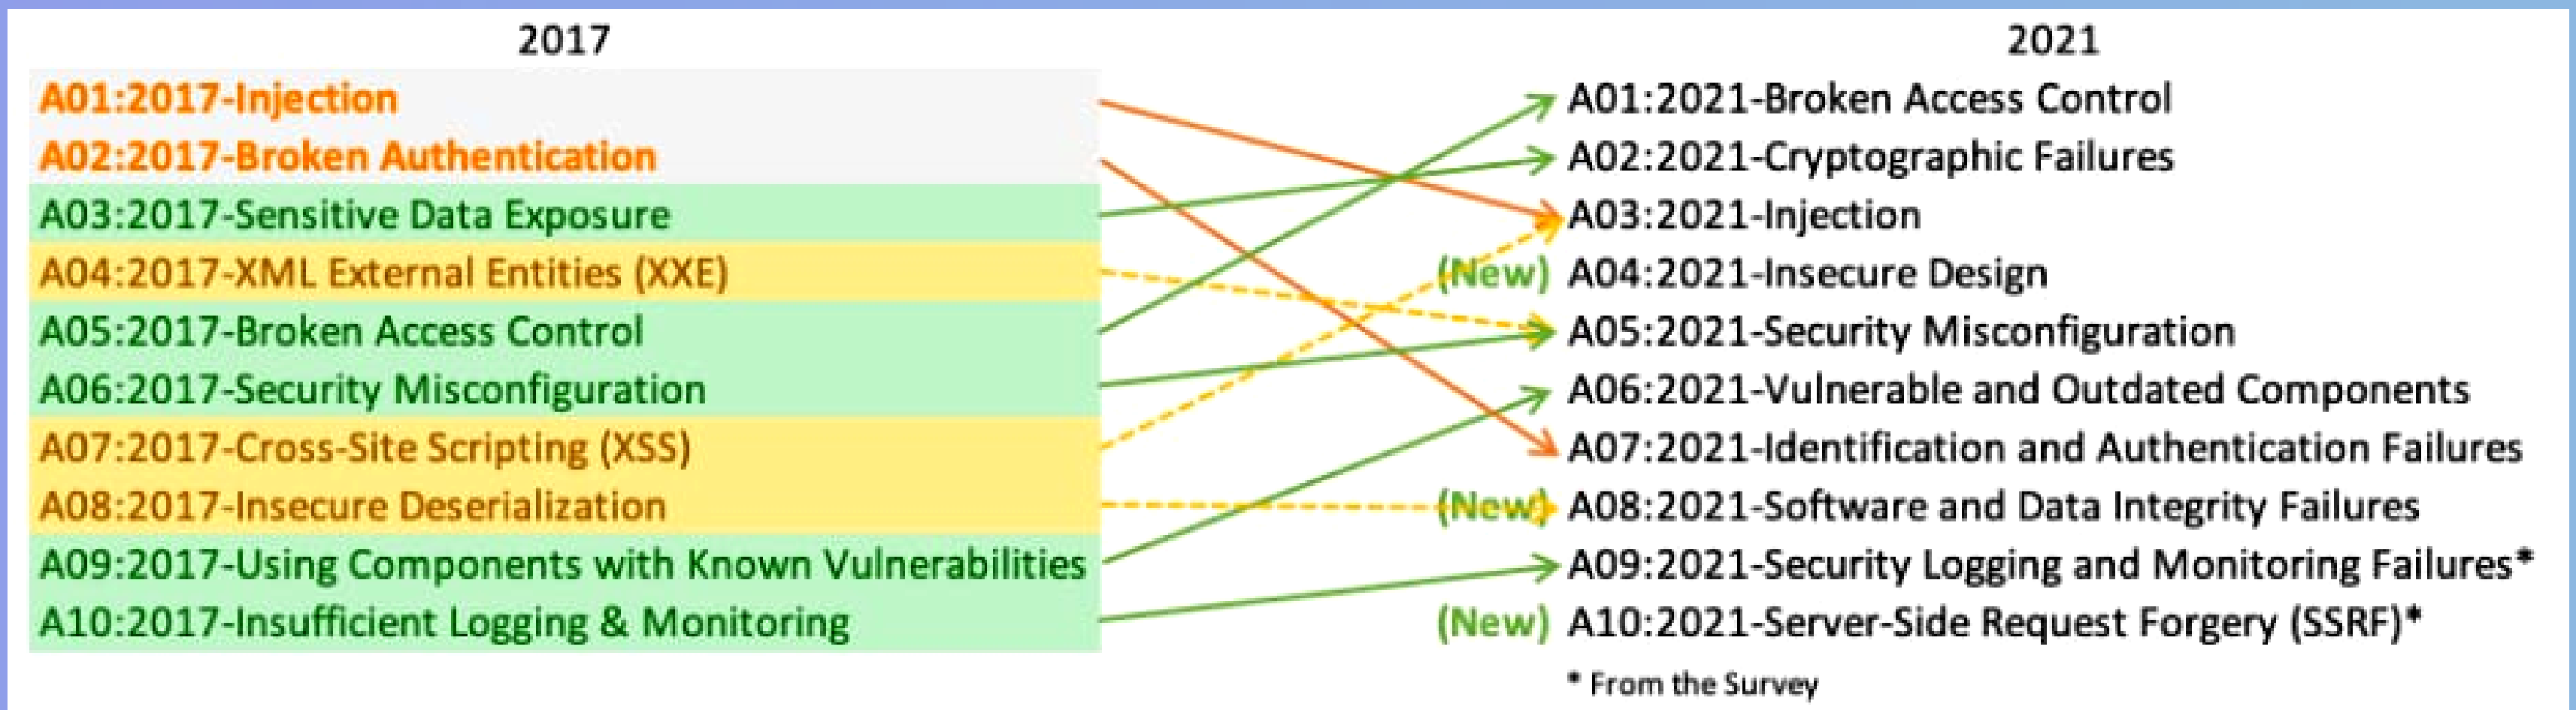 2017
A01:2017-Injection
A02:2017-Broken Authentication
A03:2017-Sensitive Data Exposure
A04:2017-XML External Entities (XXE)
A05:2017-Broken Access Control
A06:2017-Security Misconfiguration
A07:2017-Cross-Site Scripting (XSS)
A08:2017-Insecure Deserialization
A09:2017-Using Components with Known Vulnerabilities
A10:2017-Insufficient Logging & Monitoring
2021
A01:2021-Broken Access Control
A02:2021-Cryptographic Failures
A03:2021-Injection
(New) A04:2021-Insecure Design
A05:2021-Security Misconfiguration
A06:2021-Vulnerable and Outdated Components
A07:2021-Identification and Authentication Failures
(New) A08:2021-Software and Data Integrity Failures
A09:2021-Security Logging and Monitoring Failures*
(New) A10:2021-Server-Side Request Forgery (SSRF)*
* From the Survey